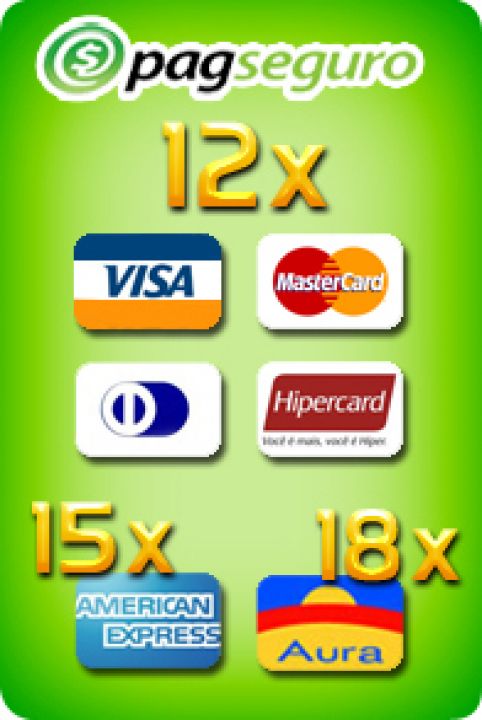 $ pagseguro
12x
VISA
MasterCard
Hipercard
Você é mais, você é Hiper.
15x
18x
AMERICAN
EXPRESS
Aura